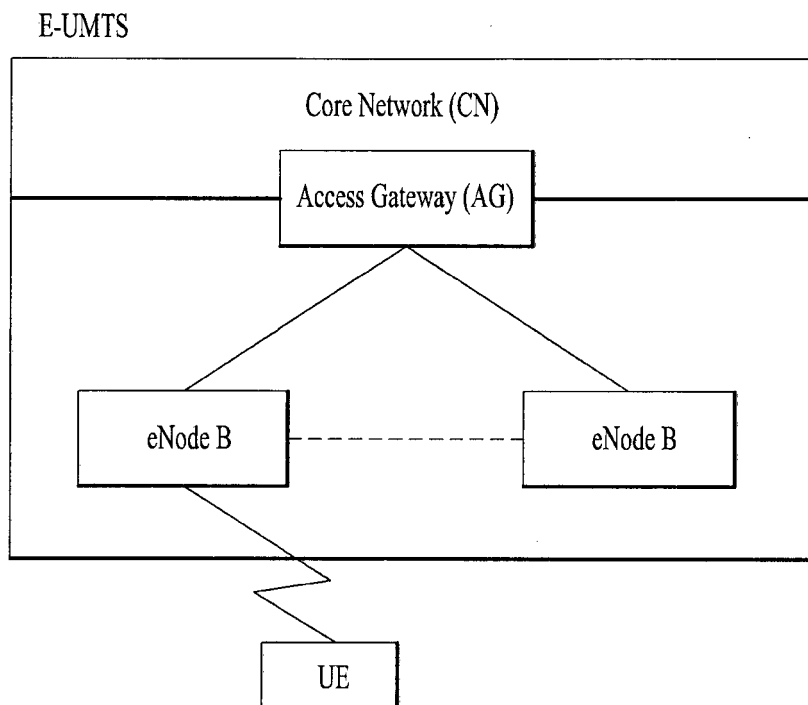 E-UMTS
Core Network (CN)
Access Gateway (AG)
eNode B
eNode B
UE